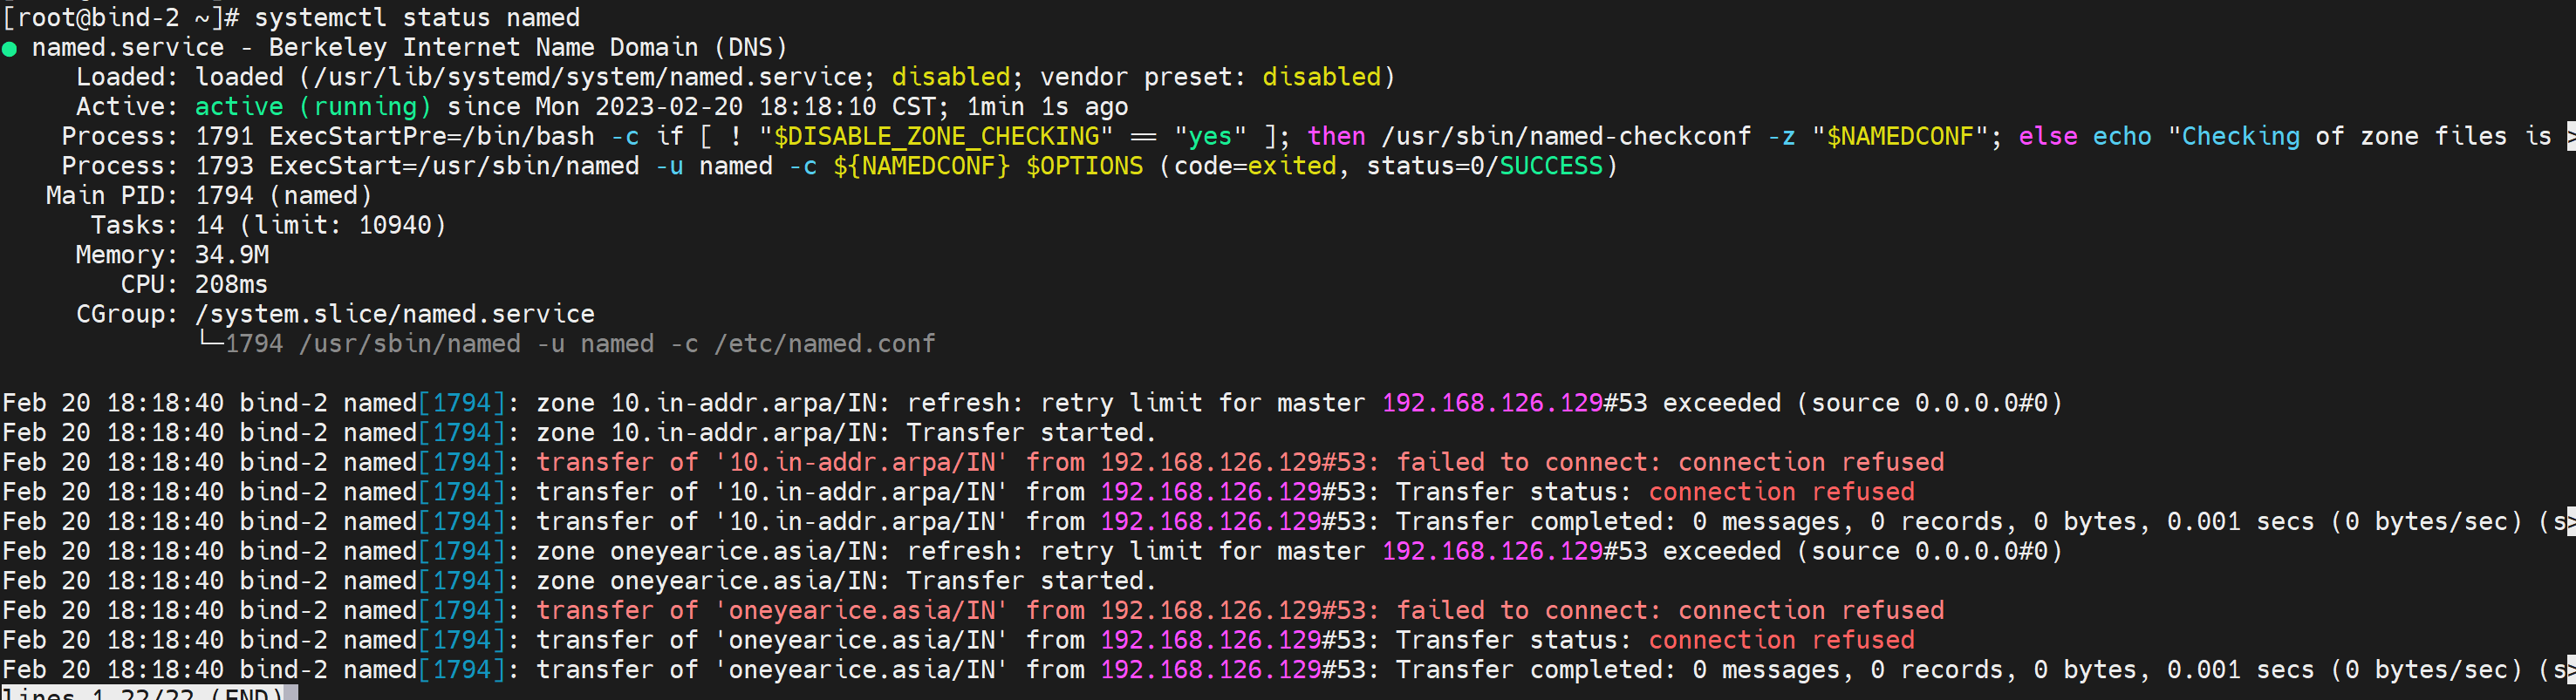 [root@bind-2 ~]# systemctl status named
● named.service - Berkeley Internet Name Domain (DNS)
Loaded: loaded (/usr/lib/systemd/system/named.service; disabled; vendor preset: disabled)
Active: active (running) since Mon 2023-02-20 18:18:10 CST; 1min 1s ago
Process: 1791 ExecStartPre=/bin/bash -c if [ ! "$DISABLE_ZONE_CHECKING" == "yes" ]; then /usr/sbin/named-checkconf -z "$NAMEDCONF"; else echo "Checking of zone files is >
Process: 1793 ExecStart=/usr/sbin/named -u named -c ${NAMEDCONF} $OPTIONS (code=exited, status=0/SUCCESS)
Main PID: 1794 (named)
Tasks: 14 (limit: 10940)
Memory: 34.9M
CPU: 208ms
CGroup: /system.slice/named.service
└─1794 /usr/sbin/named -u named -c /etc/named.conf
Feb 20 18:18:40 bind-2 named[1794]: zone 10.in-addr.arpa/IN: refresh: retry limit for master 192.168.126.129#53 exceeded (source 0.0.0.0#0)
Feb 20 18:18:40 bind-2 named[1794]: zone 10.in-addr.arpa/IN: Transfer started.
Feb 20 18:18:40 bind-2 named[1794]: transfer of '10.in-addr.arpa/IN' from 192.168.126.129#53: failed to connect: connection refused
Feb 20 18:18:40 bind-2 named[1794]: transfer of '10.in-addr.arpa/IN' from 192.168.126.129#53: Transfer status: connection refused
Feb 20 18:18:40 bind-2 named[1794]: transfer of '10.in-addr.arpa/IN' from 192.168.126.129#53: Transfer completed: 0 messages, 0 records, 0 bytes, 0.001 secs (0 bytes/sec) (s>
Feb 20 18:18:40 bind-2 named[1794]: zone oneyearice.asia/IN: refresh: retry limit for master 192.168.126.129#53 exceeded (source 0.0.0.0#0)
Feb 20 18:18:40 bind-2 named[1794]: zone oneyearice.asia/IN: Transfer started.
Feb 20 18:18:40 bind-2 named[1794]: transfer of 'oneyearice.asia/IN' from 192.168.126.129#53: failed to connect: connection refused
Feb 20 18:18:40 bind-2 named[1794]: transfer of 'oneyearice.asia/IN' from 192.168.126.129#53: Transfer status: connection refused
Feb 20 18:18:40 bind-2 named[1794]: transfer of 'oneyearice.asia/IN' from 192.168.126.129#53: Transfer completed: 0 messages, 0 records, 0 bytes, 0.001 secs (0 bytes/sec) (s>
lines 1-22/22 (END)